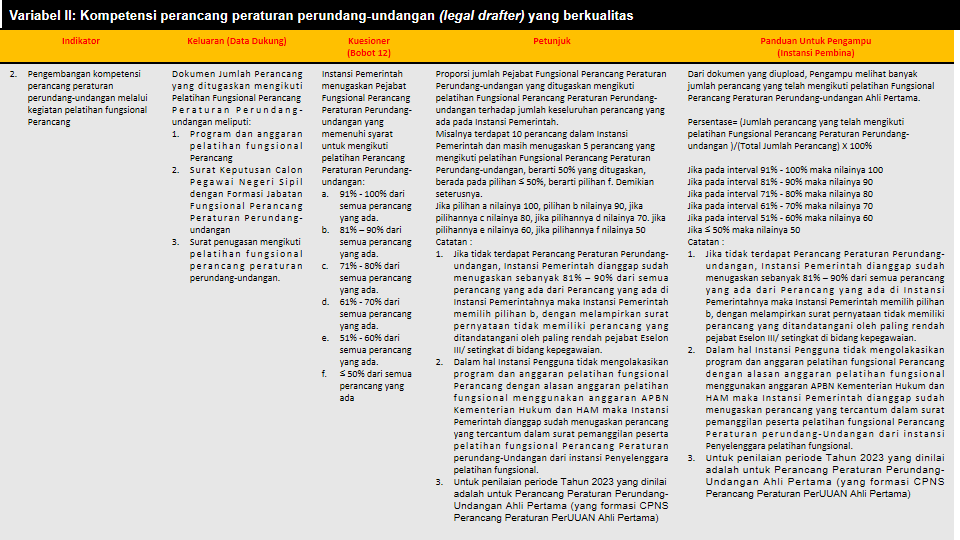 Variabel II: Kompetensi perancang peraturan perundang-undangan (legal drafter) yang berkualitas
Indikator
Keluaran (Data Dukung)
Kuesioner
(Bobot 12)
Petunjuk
Panduan Untuk Pengampu
(Instansi Pembina)
2. Pengembangan kompetensi
perancang peraturan
perundang-undangan melalui
kegiatan pelatihan fungsional
Perancang
Dokumen Jumlah Perancang
yang ditugaskan mengikuti
Pelatihan Fungsional Perancang
Peraturan Perundang-
undangan meliputi:
1. Program dan anggaran
pelatihan fungsional
Perancang
2. Surat Keputusan Calon
Pegawai Negeri Sipil
dengan Formasi Jabatan
Fungsional Perancang
Peraturan Perundang-
undangan
3. Surat penugasan mengikuti
pelatihan fungsional
perancang peraturan
perundang-undangan.
Instansi Pemerintah
menugaskan Pejabat
Fungsional Perancang
Peraturan Perundang-
undangan yang
memenuhi syarat
untuk mengikuti
pelatihan Perancang
Peraturan Perundang-
undangan:
a. 91% - 100% dari
semua perancang
yang ada.
b. 81% – 90% dari
semua perancang
yang ada.
c. 71% - 80% dari
semua perancang
yang ada.
d. 61% - 70% dari
semua perancang
yang ada.
e. 51% - 60% dari
semua perancang
yang ada.
f. ≤ 50% dari semua
perancang yang
ada
Proporsi jumlah Pejabat Fungsional Perancang Peraturan
Perundang-undangan yang ditugaskan mengikuti
pelatihan Fungsional Perancang Peraturan Perundang-
undangan terhadap jumlah keseluruhan perancang yang
ada pada Instansi Pemerintah.
Misalnya terdapat 10 perancang dalam Instansi
Pemerintah dan masih menugaskan 5 perancang yang
mengikuti pelatihan Fungsional Perancang Peraturan
Perundang-undangan, berarti 50% yang ditugaskan,
berada pada pilihan ≤ 50%, berarti pilihan f. Demikian
seterusnya.
Jika pilihan a nilainya 100, pilihan b nilainya 90, jika
pilihannya c nilainya 80, jika pilihannya d nilainya 70. jika
pilihannya e nilainya 60, jika pilihannya f nilainya 50
Catatan :
1. Jika tidak terdapat Perancang Peraturan Perundang-
undangan, Instansi Pemerintah dianggap sudah
menugaskan sebanyak 81% – 90% dari semua
perancang yang ada dari Perancang yang ada di
Instansi Pemerintahnya maka Instansi Pemerintah
memilih pilihan b, dengan melampirkan surat
pernyataan tidak memiliki perancang yang
ditandatangani oleh paling rendah pejabat Eselon
III/ setingkat di bidang kepegawaian.
2. Dalam hal Instansi Pengguna tidak mengolakasikan
program dan anggaran pelatihan fungsional
Perancang dengan alasan anggaran pelatihan
fungsional menggunakan anggaran APBN
Kementerian Hukum dan HAM maka Instansi
Pemerintah dianggap sudah menugaskan perancang
yang tercantum dalam surat pemanggilan peserta
pelatihan fungsional Perancang Peraturan
perundang-Undangan dari instansi Penyelenggara
pelatihan fungsional.
3. Untuk penilaian periode Tahun 2023 yang dinilai
adalah untuk Perancang Peraturan Perundang-
Undangan Ahli Pertama (yang formasi CPNS
Perancang Peraturan PerUUAN Ahli Pertama)
Dari dokumen yang diupload, Pengampu melihat banyak
jumlah perancang yang telah mengikuti pelatihan Fungsional
Perancang Peraturan Perundang-undangan Ahli Pertama.
Persentase= (Jumlah perancang yang telah mengikuti
pelatihan Fungsional Perancang Peraturan Perundang-
undangan )/(Total Jumlah Perancang) X 100%
Jika pada interval 91% - 100% maka nilainya 100
Jika pada interval 81% - 90% maka nilainya 90
Jika pada interval 71% - 80% maka nilainya 80
Jika pada interval 61% - 70% maka nilainya 70
Jika pada interval 51% - 60% maka nilainya 60
Jika ≤ 50% maka nilainya 50
Catatan :
1. Jika tidak terdapat Perancang Peraturan Perundang-
undangan, Instansi Pemerintah dianggap sudah
menugaskan sebanyak 81% – 90% dari semua perancang
yang ada dari Perancang yang ada di Instansi
Pemerintahnya maka Instansi Pemerintah memilih pilihan
b, dengan melampirkan surat pernyataan tidak memiliki
perancang yang ditandatangani oleh paling rendah
pejabat Eselon III/ setingkat di bidang kepegawaian.
2. Dalam hal Instansi Pengguna tidak mengolakasikan
program dan anggaran pelatihan fungsional Perancang
dengan alasan anggaran pelatihan fungsional
menggunakan anggaran APBN Kementerian Hukum dan
HAM maka Instansi Pemerintah dianggap sudah
menugaskan perancang yang tercantum dalam surat
pemanggilan peserta pelatihan fungsional Perancang
Peraturan perundang-Undangan dari instansi
Penyelenggara pelatihan fungsional.
3. Untuk penilaian periode Tahun 2023 yang dinilai
adalah untuk Perancang Peraturan Perundang-
Undangan Ahli Pertama (yang formasi CPNS
Perancang Peraturan PerUUAN Ahli Pertama)